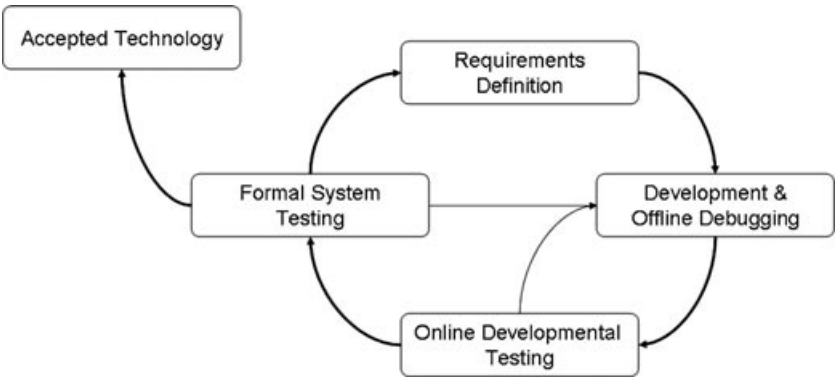 Accepted Technology
Requirements
Definition
Formal System
Testing
Development &
Offline Debugging
Online Developmental
Testing